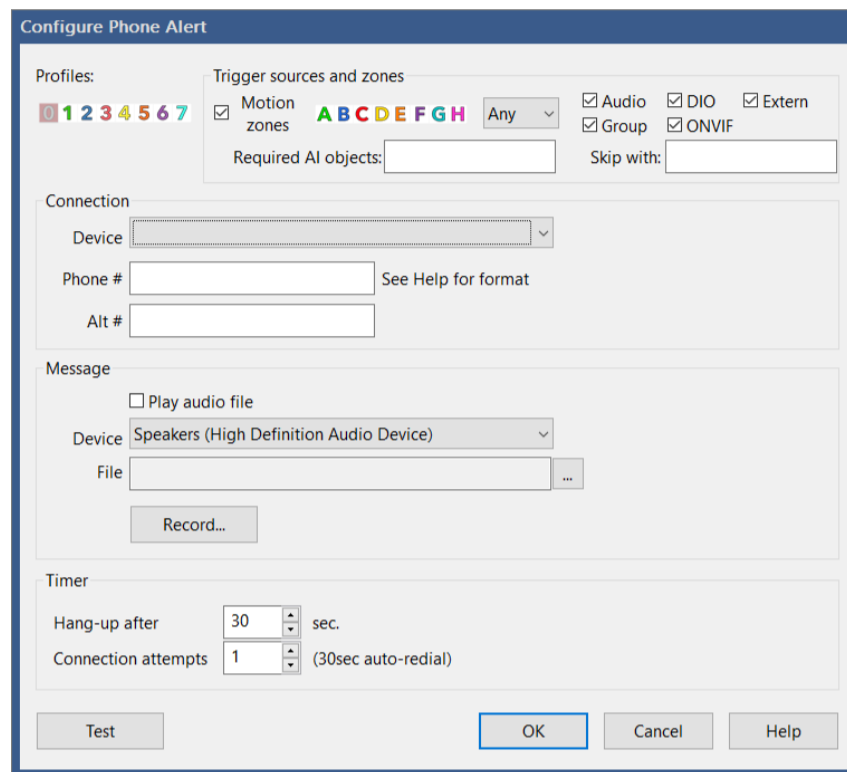 Configure Phone Alert
Profiles:
0 1 2 3 4 5 6 7
Trigger sources and zones
Motion zones
A B C D E F G H
Any
Audio
DIO
Extern
Group
ONVIF
Required AI objects:
Skip with:
Connection
Device
Phone #
See Help for format
Alt #
Message
Play audio file
Device
Speakers (High Definition Audio Device)
File
...
Record...
Timer
Hang-up after
30
sec.
Connection attempts
1
(30sec auto-redial)
Test
OK
Cancel
Help